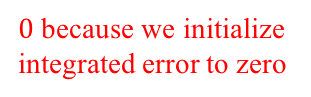 0 because we initialize
integrated error to zero